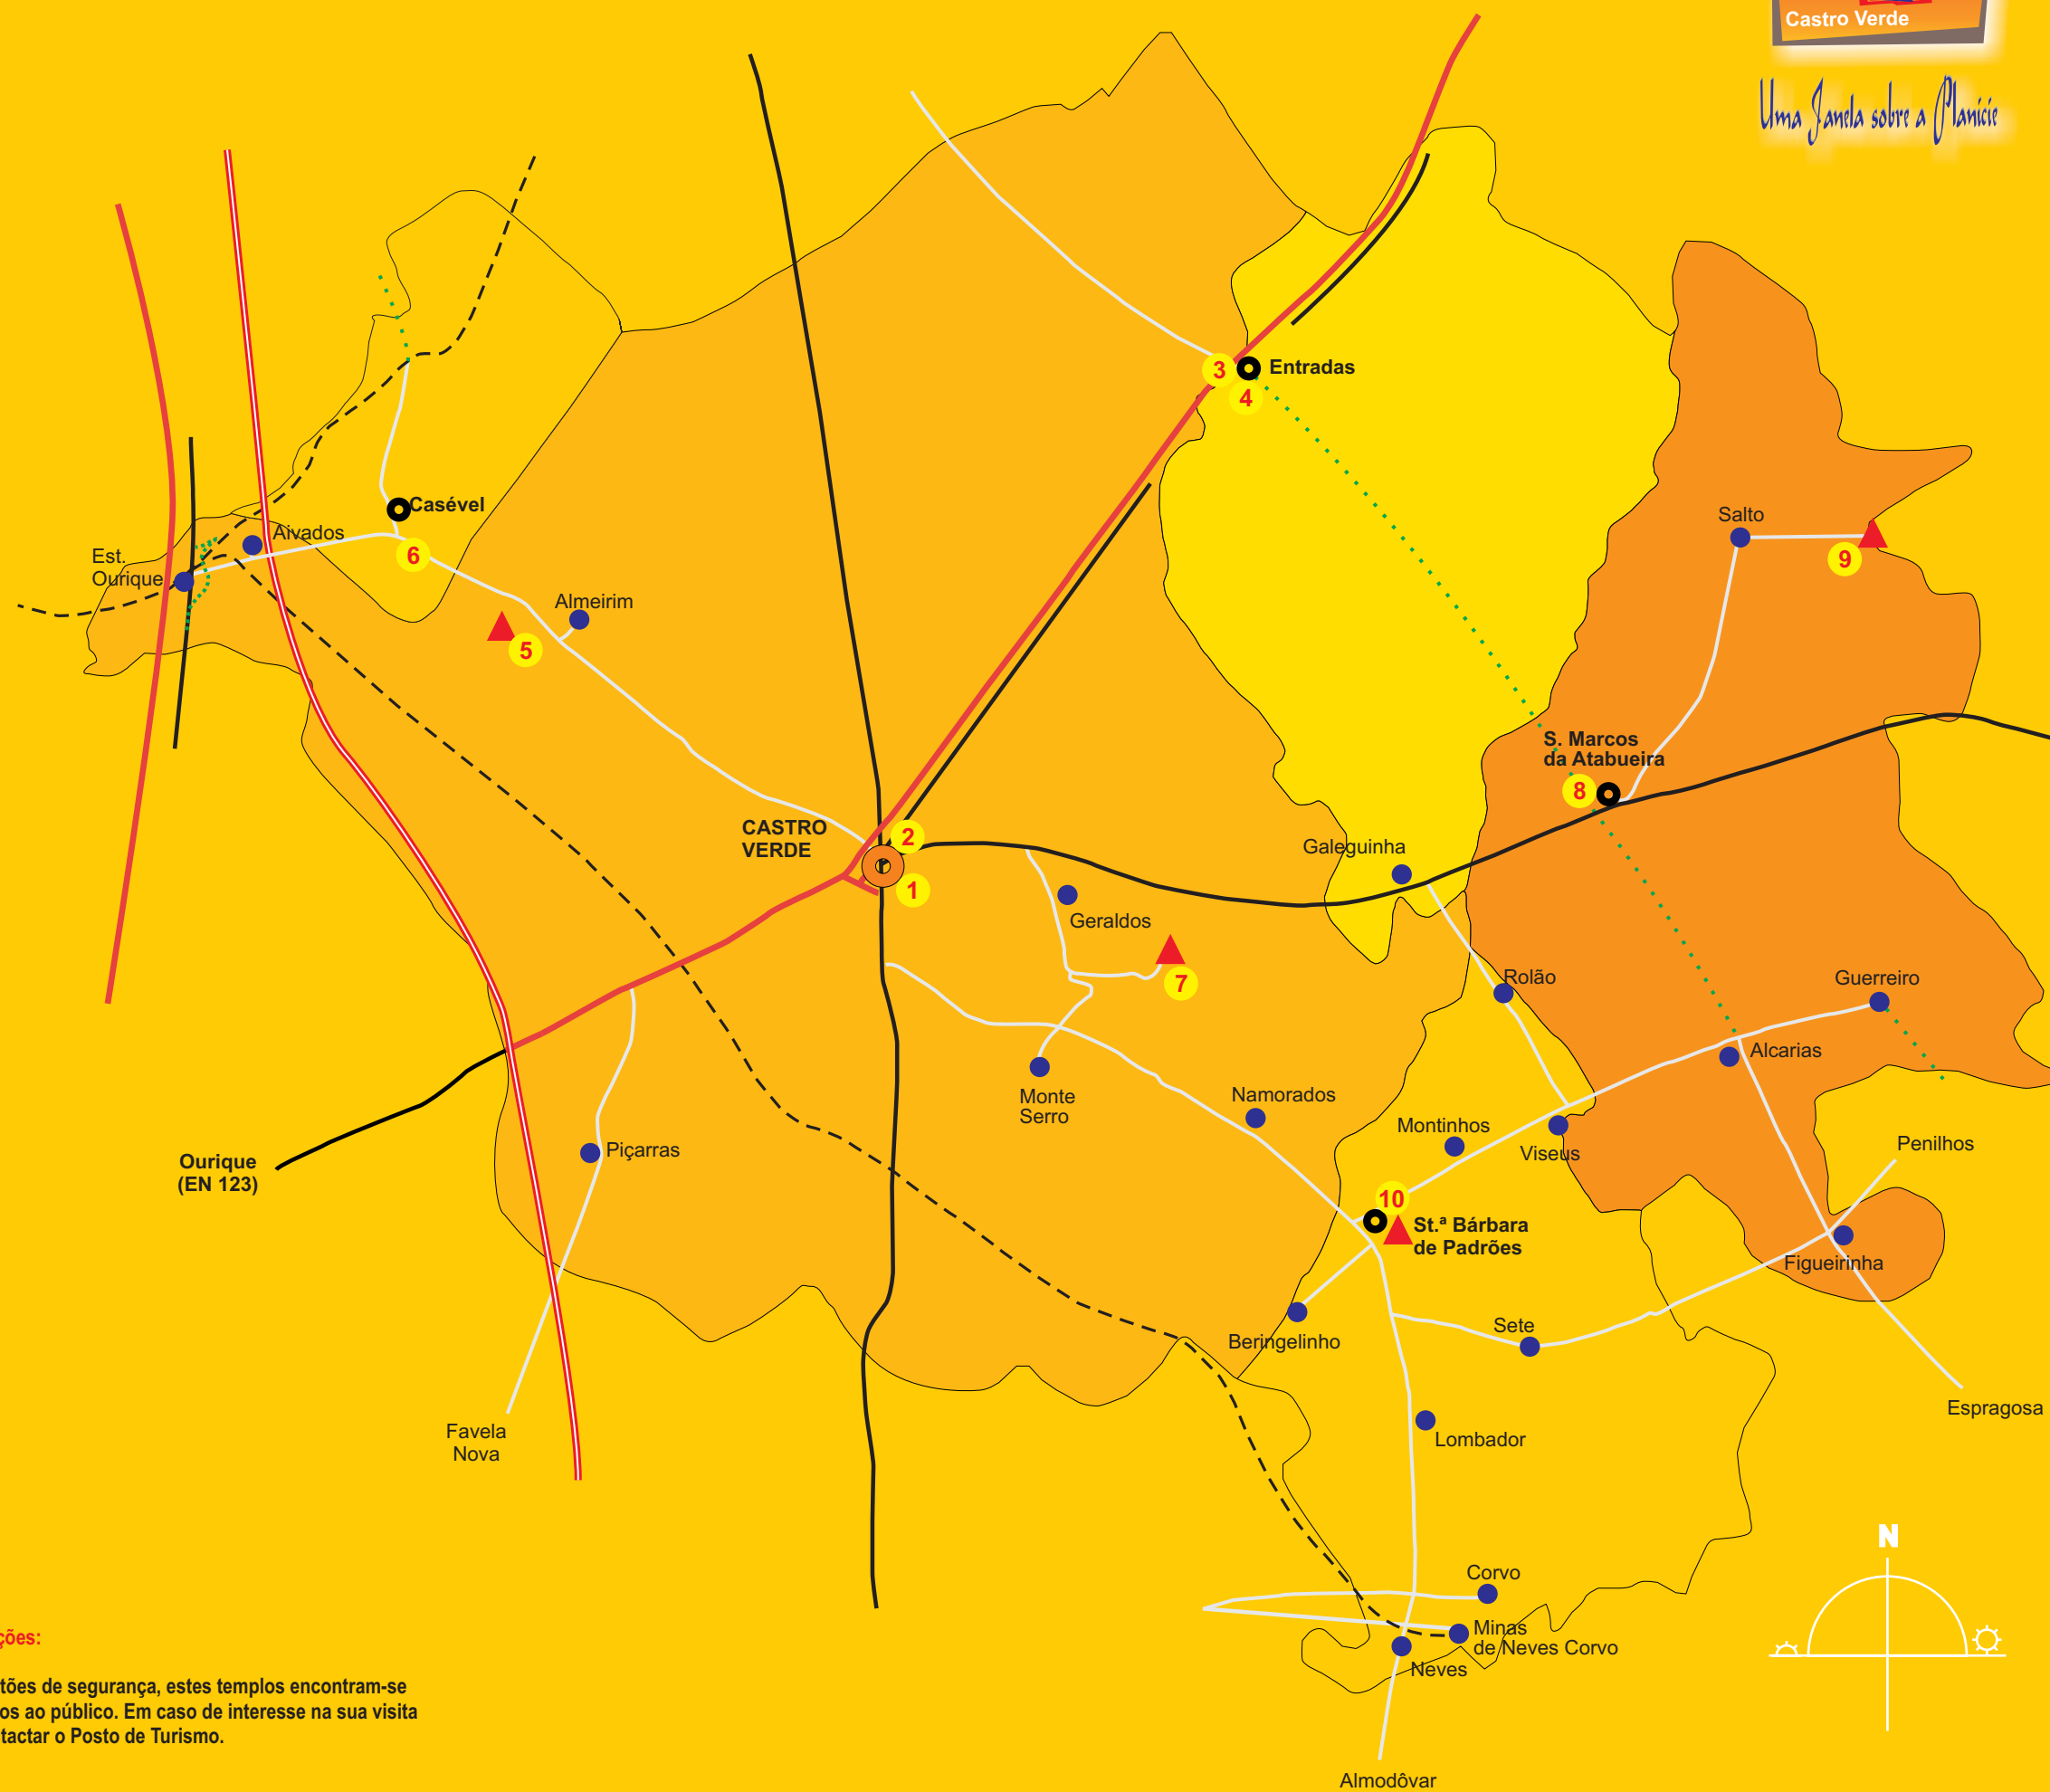 Castro Verde
Uma Janela sobre a Planície
3
Entradas
4
Casével
Aivados
Est.
Ourique
6
Salto
9
Almeirim
5
S. Marcos
da Atabueira
8
CASTRO
VERDE
2
1
Galeguinha
Geraldos
7
Rolão
Guerreiro
Alcarias
Monte
Serro
Namorados
Montinhos
Viseus
Penilhos
Piçarras
Ourique
(EN 123)
10
St.ª Bárbara
de Padrões
Figueirinha
Beringelinho
Sete
Espragosa
Favela
Nova
Lombador
N
Corvo
Minas
de Neves Corvo
Neves
Almodôvar
ções:
tões de segurança, estes templos encontram-se
os ao público. Em caso de interesse na sua visita
tactar o Posto de Turismo.